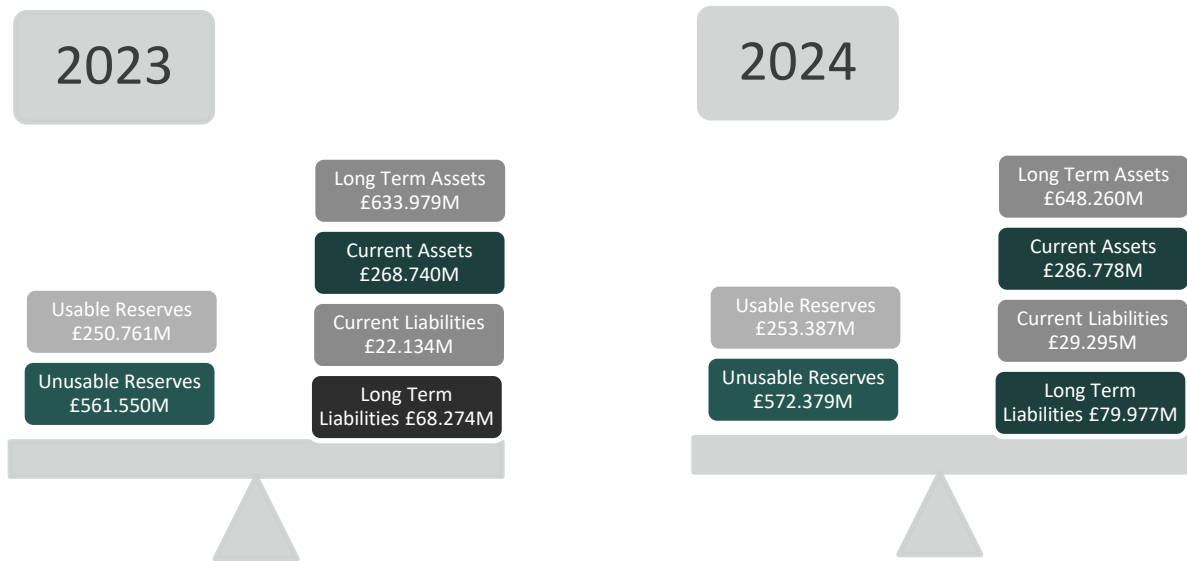 2023
Long Term Assets
£633.979M
Current Assets
£268.740M
Usable Reserves
£250.761M
Current Liabilities
£22.134M
Unusable Reserves
£561.550M
Long Term
Liabilities £68.274M
2024
Long Term Assets
£648.260M
Current Assets
£286.778M
Usable Reserves
£253.387M
Current Liabilities
£29.295M
Unusable Reserves
£572.379M
Long Term
Liabilities £79.977M